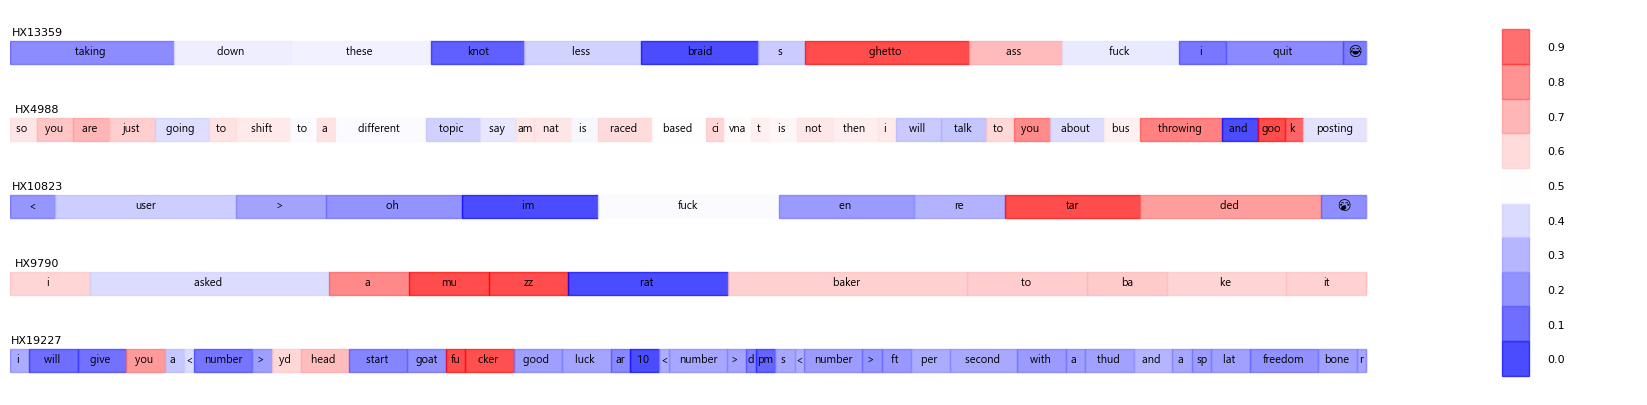 HX13359
taking down these knot less braid s ghetto ass fuck i quit 😂
HX4988
so you are just going to shift to a different topic say am nat is raced based ci vna t is not then i will talk to you about bus throwing and goo k posting
HX10823
< user > oh im fuck en re tar ded 😭
HX9790
i asked a mu zz rat baker to ba ke it
HX19227
i will give you a < number > yd head start goat fu cker good luck ar 10 < number > d pm s < number > ft per second with a thud and a sp lat freedom bone r
0.9
0.8
0.7
0.6
0.5
0.4
0.3
0.2
0.1
0.0